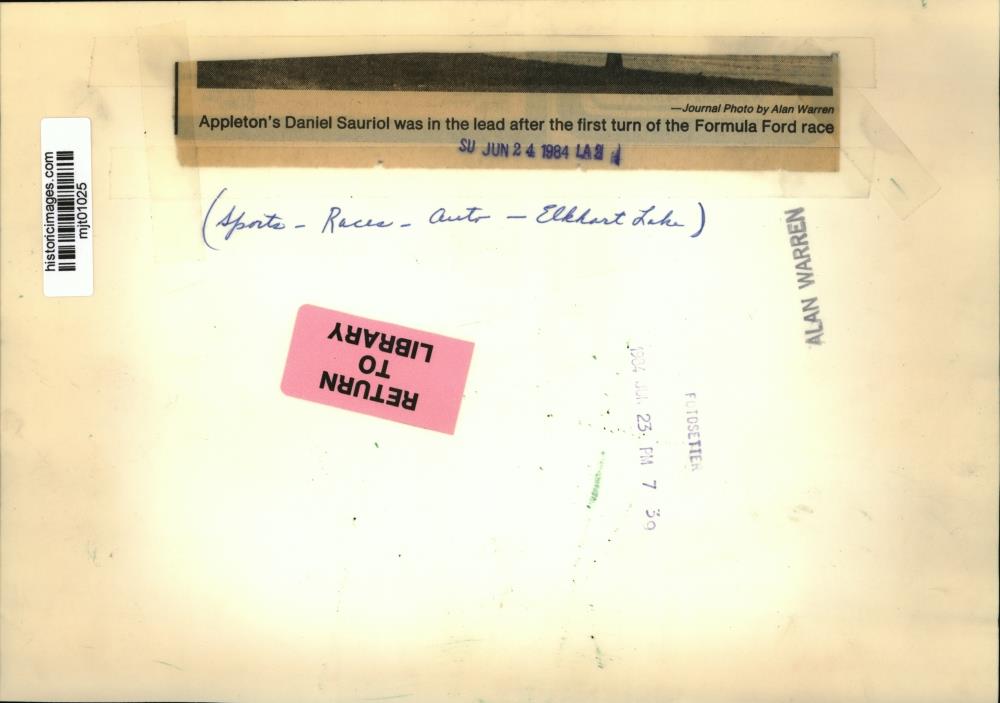 —Journal Photo by Alan Warren
Appleton's Daniel Sauriol was in the lead after the first turn of the Formula Ford race
SU JUN 24 1984
(Sports - Races - Auto - Elkhart Lake)
historicimages.com
mjt01025
ALAN WARREN
RETURN
TO
LIBRARY
23 PM 7 39
FOTOSETTER